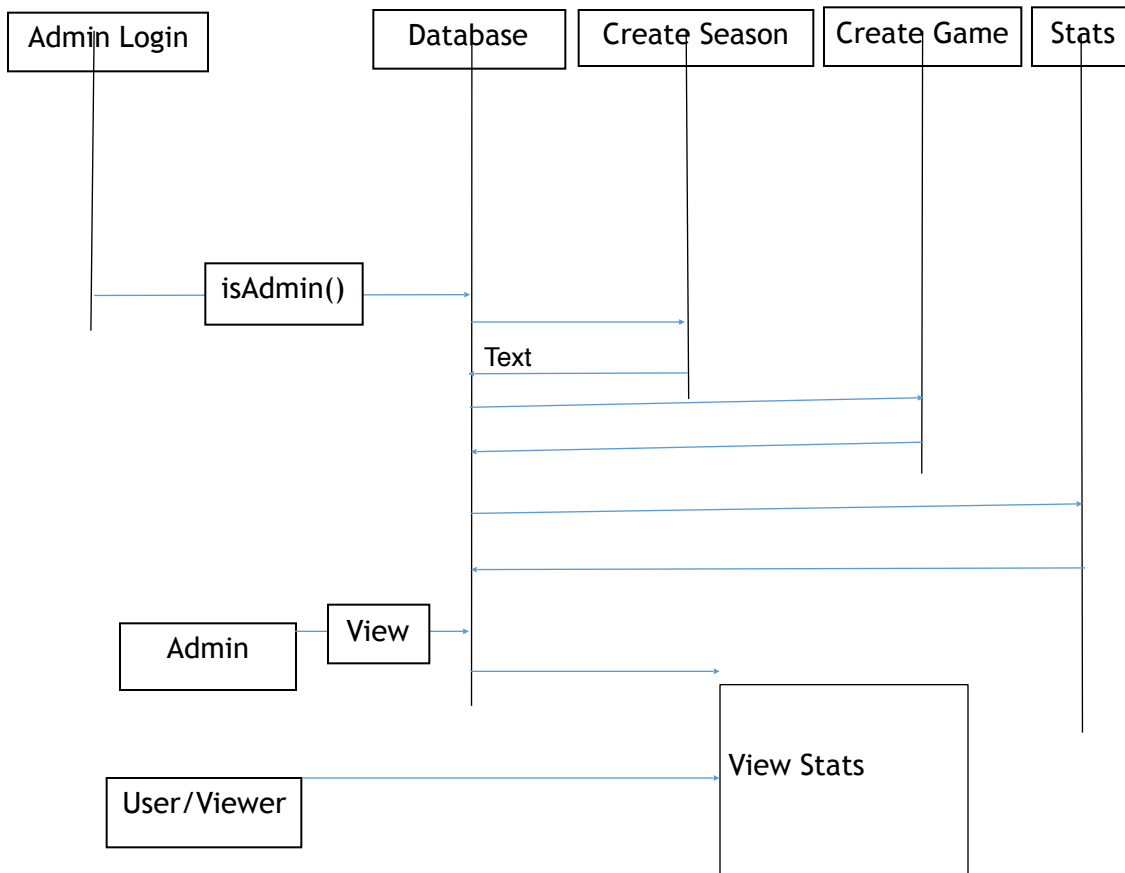 Admin Login
Database
Create Season
Create Game
Stats
isAdmin()
Text
View
Admin
View Stats
User/Viewer